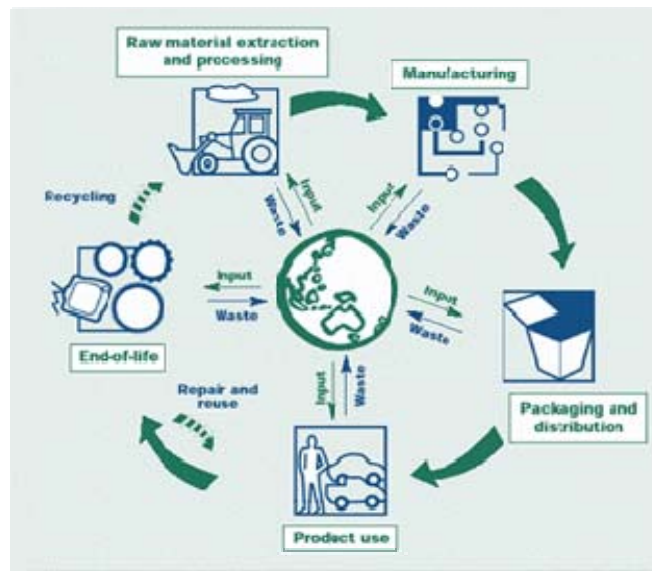 Raw material extraction
and processing
Manufacturing
Recycling
Input
Waste
Input
Waste
Input
Waste
Input
Waste
End-of-life
Repair and
reuse
Input
Waste
Packaging and
distribution
Product use